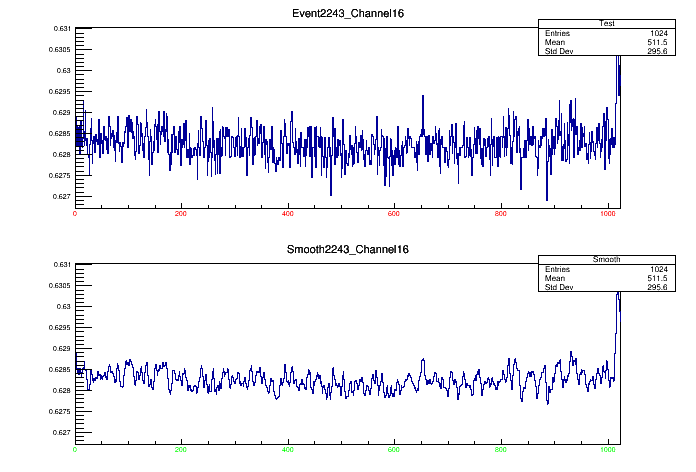 Event2243_Channel16
Test
Entries 1024
Mean 511.5
Std Dev 295.6
0.631
0.6305
0.63
0.6295
0.629
0.6285
0.628
0.6275
0.627
0 200 400 600 800 1000
Smooth2243_Channel16
Smooth
Entries 1024
Mean 511.5
Std Dev 295.6
0.631
0.6305
0.63
0.6295
0.629
0.6285
0.628
0.6275
0.627
0 200 400 600 800 1000